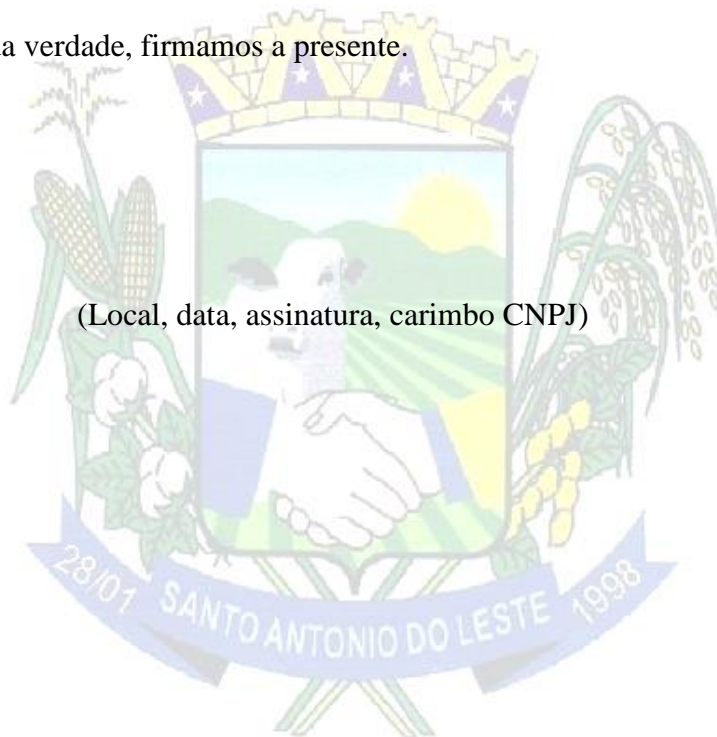 a verdade, firmamos a presente.
(Local, data, assinatura, carimbo CNPJ)
28/01 SANTO ANTONIO DO LESTE 1998